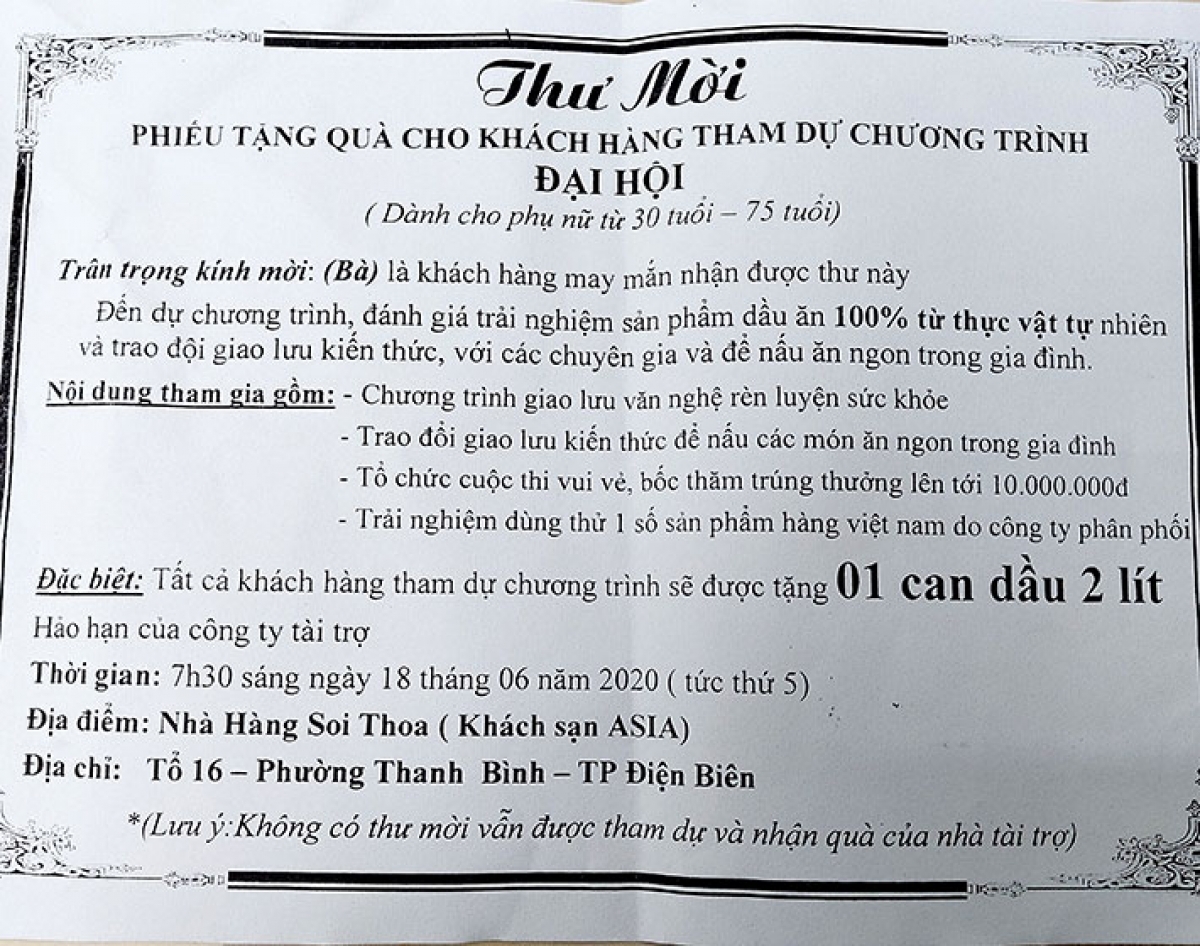 Thư Mời
PHIẾU TẶNG QUÀ CHO KHÁCH HÀNG THAM DỰ CHƯƠNG TRÌNH
ĐẠI HỘI
( Dành cho phụ nữ từ 30 tuổi – 75 tuổi)
Trân trọng kính mời: (Bà) là khách hàng may mắn nhận được thư này
Đến dự chương trình, đánh giá trải nghiệm sản phẩm dầu ăn 100% từ thực vật tự nhiên
và trao đội giao lưu kiến thức, với các chuyên gia và để nấu ăn ngon trong gia đình.
Nội dung tham gia gồm: - Chương trình giao lưu văn nghệ rèn luyện sức khỏe
- Trao đổi giao lưu kiến thức để nấu các món ăn ngon trong gia đình
- Tổ chức cuộc thi vui vẻ, bốc thăm trúng thưởng lên tới 10.000.000đ
- Trải nghiệm dùng thử 1 số sản phẩm hàng việt nam do công ty phân phối
Đặc biệt: Tất cả khách hàng tham dự chương trình sẽ được tặng 01 can dầu 2 lít
Hảo hạn của công ty tài trợ
Thời gian: 7h30 sáng ngày 18 tháng 06 năm 2020 ( tức thứ 5)
Địa điểm: Nhà Hàng Soi Thoa ( Khách sạn ASIA)
Địa chỉ: Tổ 16 – Phường Thanh Bình – TP Điện Biên
*(Lưu ý:Không có thư mời vẫn được tham dự và nhận quà của nhà tài trợ)